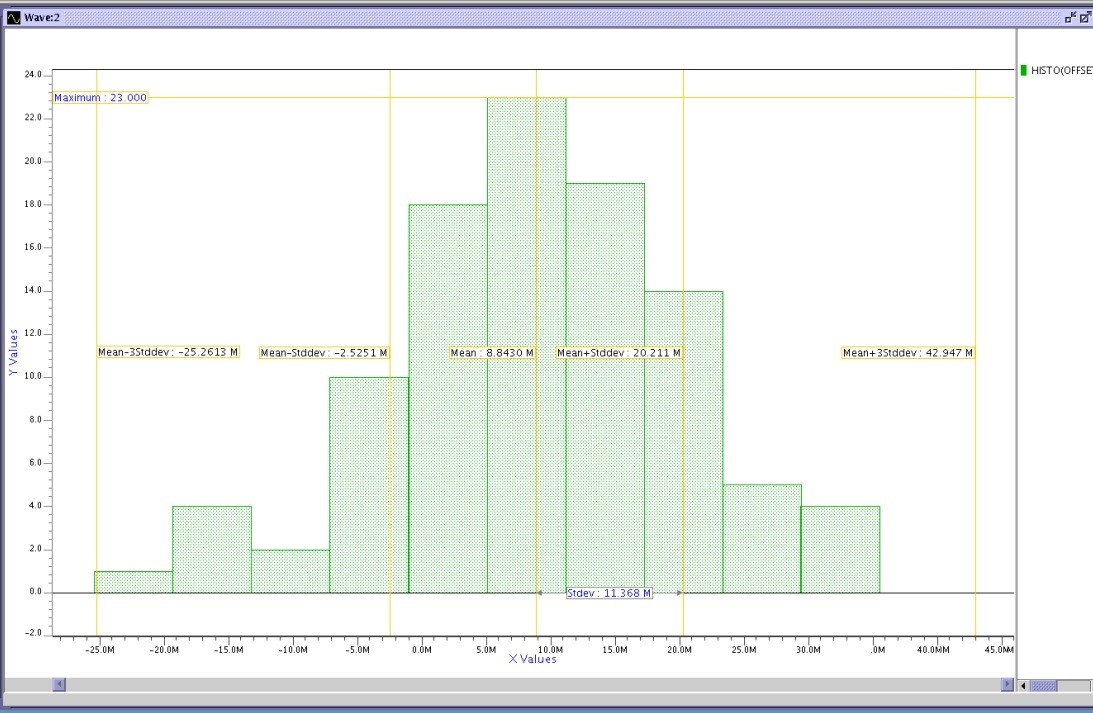 Wave:2
HISTO(OFFSE
24.0
Maximum : 23.000
22.0
20.0
18.0
16.0
14.0
12.0
Mean-3Stddev : -25.2613 M
Mean-Stddev : -2.5251 M
Mean : 8.8430 M
Mean+Stddev : 20.211 M
Mean+3Stddev : 42.947 M
Y Values
10.0
8.0
6.0
4.0
2.0
0.0
Stdev : 11.368 M
-2.0
-25.0M -20.0M -15.0M -10.0M -5.0M 0.0M 5.0M 10.0M 15.0M 20.0M 25.0M 30.0M .0M 40.0M 45.0M
X Values